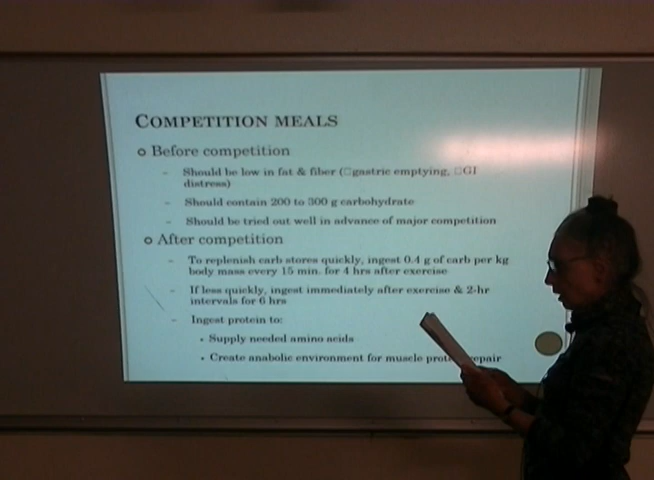 COMPETITION MEALS
Before competition
Should be low in fat & fiber (□gastric emptying, □GI
distress)
Should contain 200 to 300 g carbohydrate
Should be tried out well in advance of major competition
After competition
To replenish carb stores quickly, ingest 0.4 g of carb per kg
body mass every 15 min. for 4 hrs after exercise
If less quickly, ingest immediately after exercise & 2-hr
intervals for 6 hrs
Ingest protein to:
Supply needed amino acids
Create anabolic environment for muscle repair